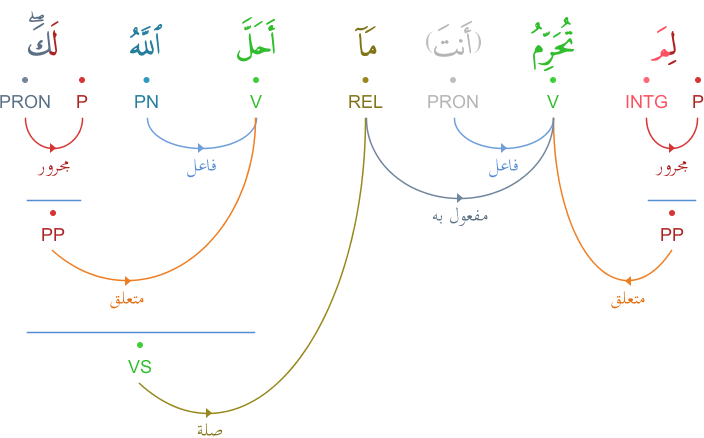 لِمَ تُحَرِّمُ (أَنتَ) مَآ أَحَلَّ ٱللَّهُ لَكَۖ
P INTG V PRON REL V PN P PRON
مجرور فاعل فاعل مجرور
مفعول به
PP PP
متعلق متعلق
VS
صلة